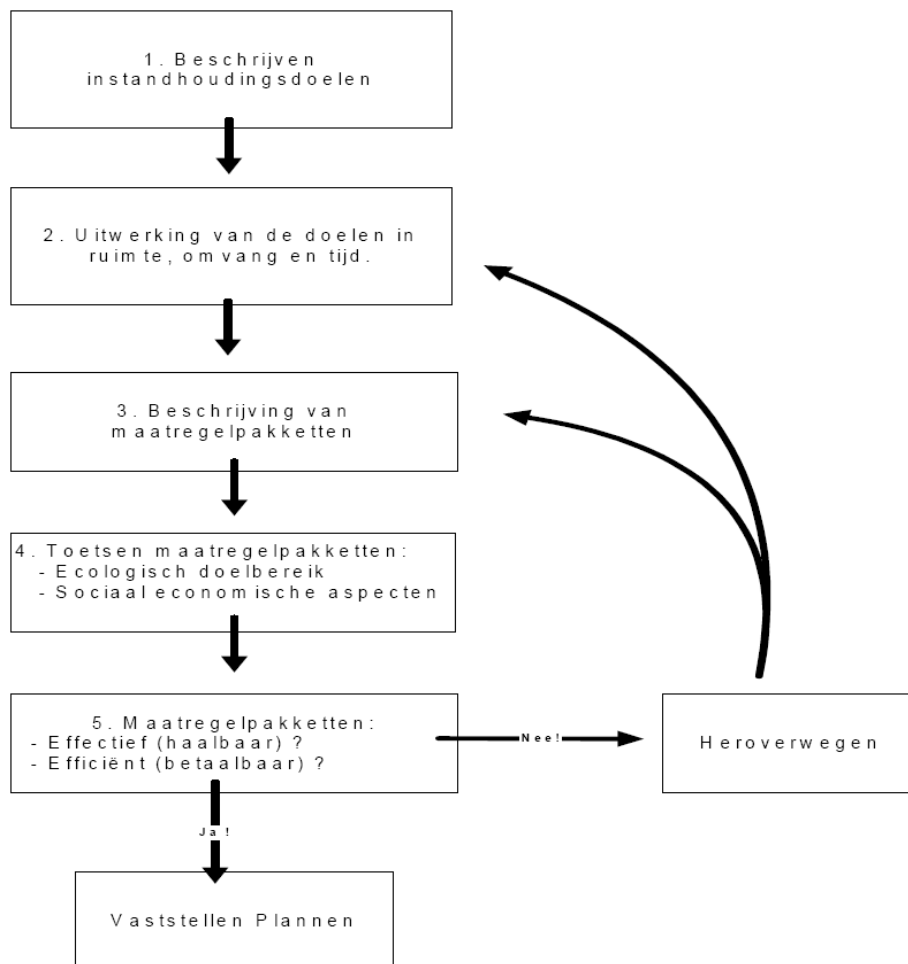 1. Beschrijven
instandhoudingsdoelen
2. Uitwerking van de doelen in
ruimte, omvang en tijd.
3. Beschrijving van
maatregelpakketten
4. Toetsen maatregelpakketten:
- Ecologisch doelbereik
- Sociaal economische aspecten
5. Maatregelpakketten:
- Effectief (haalbaar) ?
- Efficiënt (betaalbaar) ?
Nee!
Heroverwegen
Ja!
Vaststellen Plannen